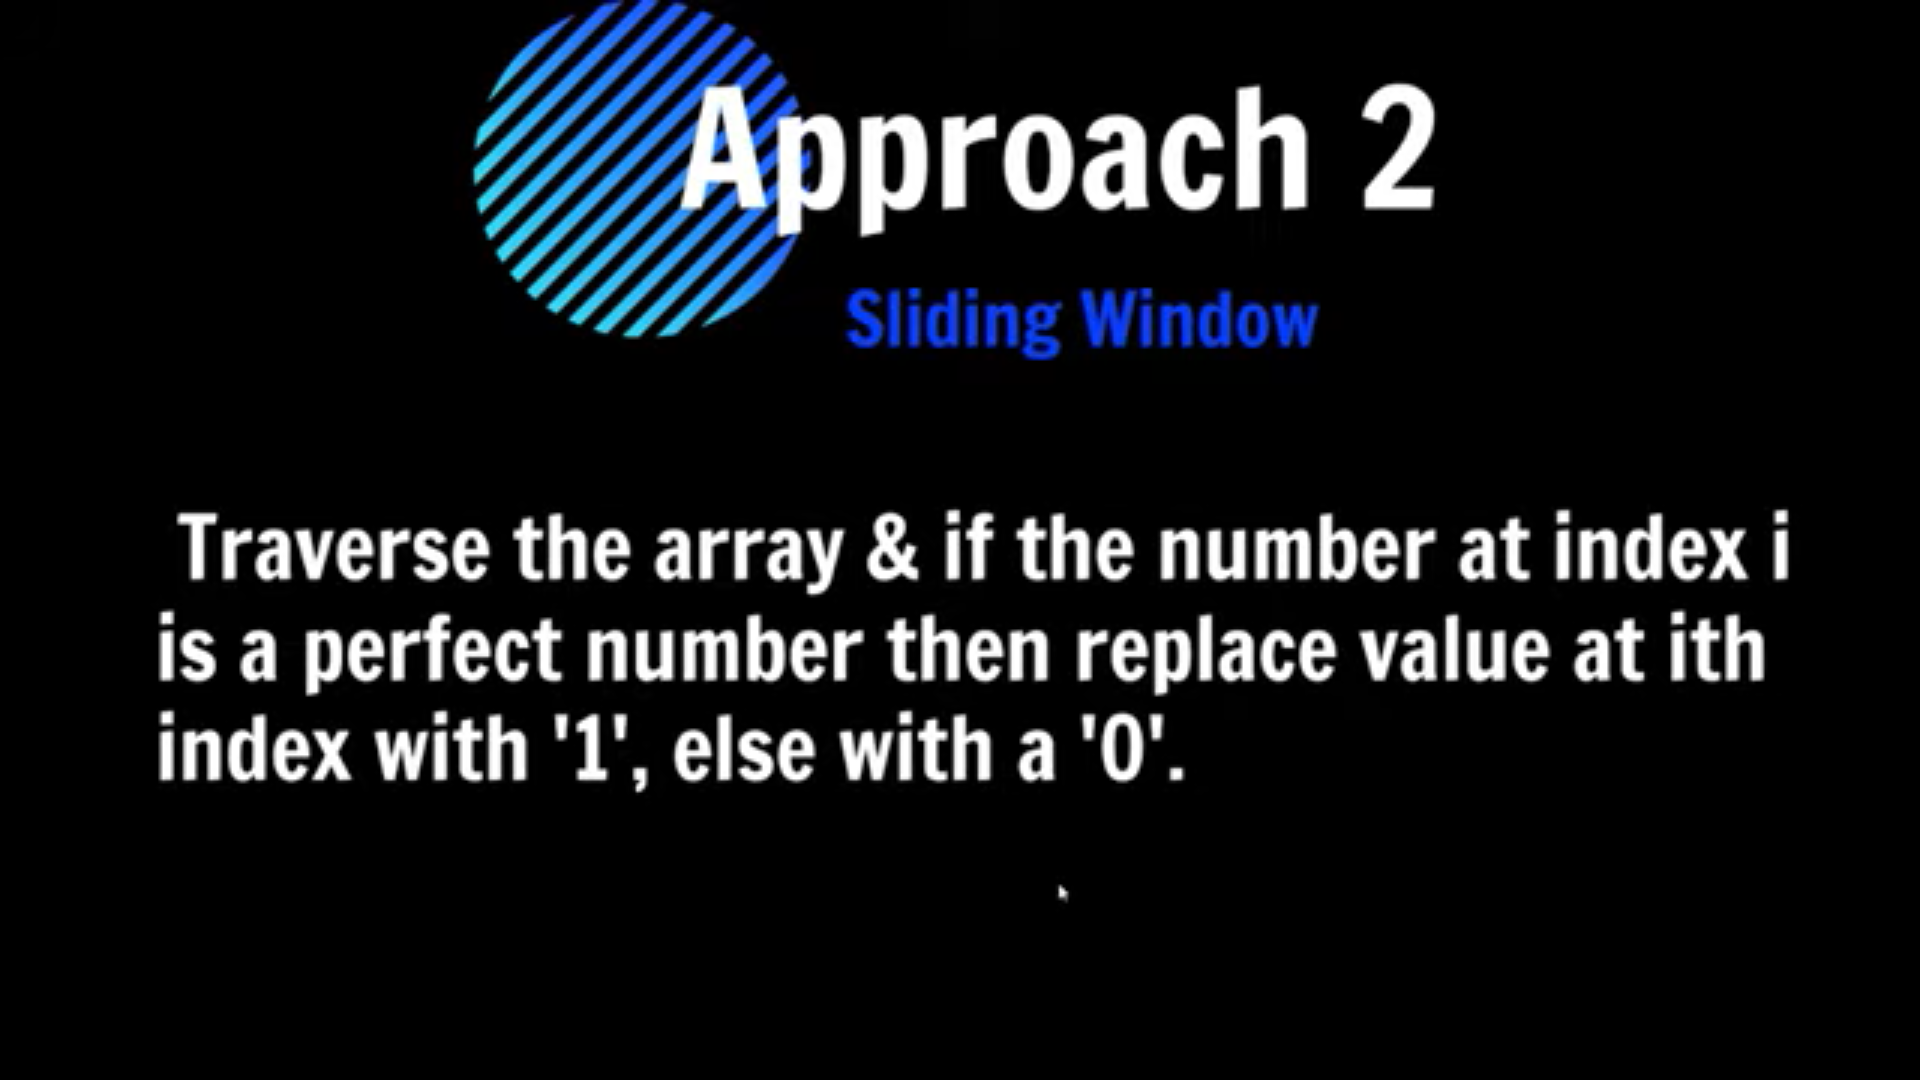 Approach 2
Sliding Window
Traverse the array & if the number at index i
is a perfect number then replace value at ith
index with '1', else with a '0'.